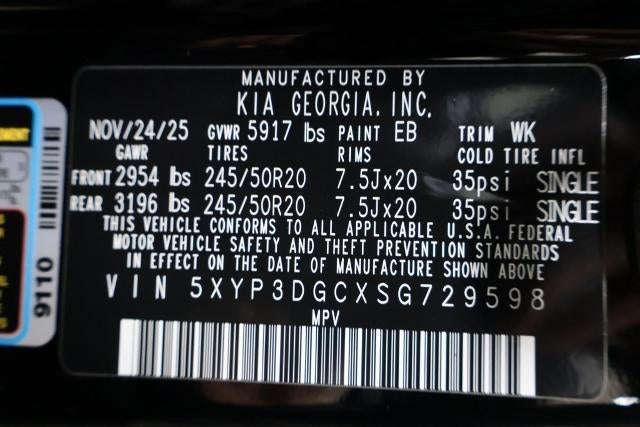 MANUFACTURED BY
KIA GEORGIA, INC.
NOV/24/25 GVWR 5917 lbs PAINT EB TRIM WK
GAWR TIRES RIMS COLD TIRE INFL
FRONT 2954 lbs 245/50R20 7.5Jx20 35psi SINGLE
REAR 3196 lbs 245/50R20 7.5Jx20 35psi SINGLE
THIS VEHICLE CONFORMS TO ALL APPLICABLE U.S.A. FEDERAL
MOTOR VEHICLE SAFETY AND THEFT PREVENTION STANDARDS
IN EFFECT ON THE DATE OF MANUFACTURE SHOWN ABOVE
VIN 5XYP3DGCXSG729598
MPV
9110